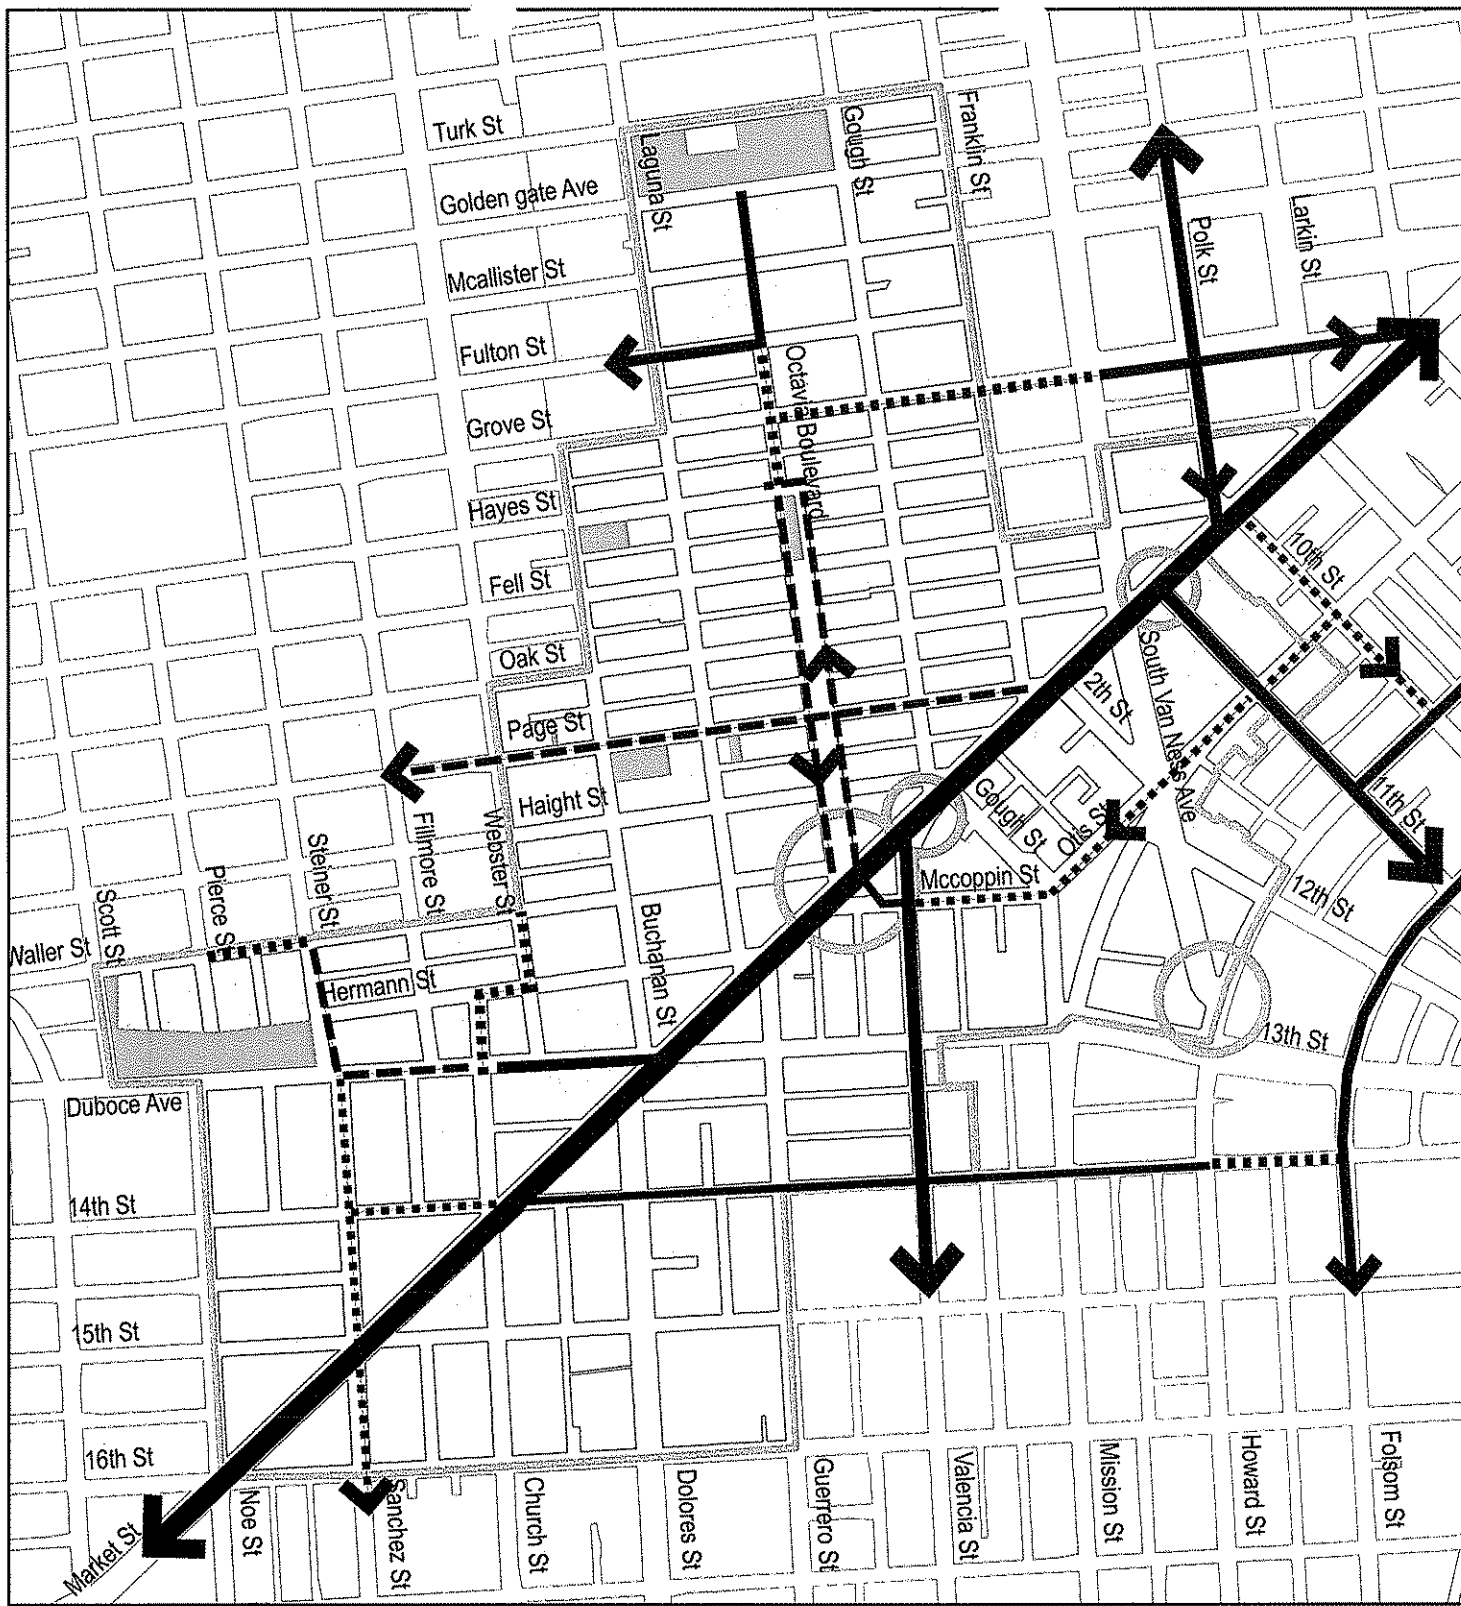 Turk St
Golden gate Ave
Mcallister St
Fulton St
Grove St
Hayes St
Fell St
Oak St
Page St
Haight St
Laguna St
Gough St
Franklin St
Polk St
Larkin St
Octavia Boulevard
10th St
South Van Ness Ave
2th St
11th St
Gough St
Otis St
Mccoppin St
12th St
13th St
Webster St
Fillmore St
Steiner St
Pierce S
Scott St
Waller St
Hermann St
Buchanan St
Duboce Ave
14th St
15th St
16th St
Market St
Noe St
Sanchez St
Church St
Dolores St
Guerrero St
Valencia St
Mission St
Howard St
Folsom St